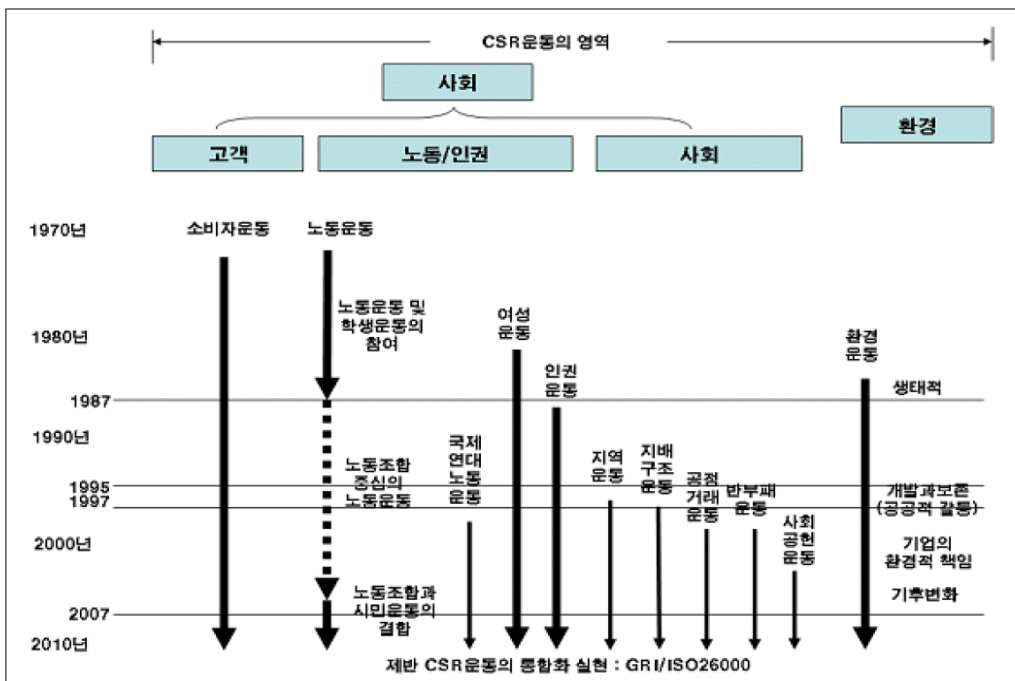 CSR운동의 영역
사회
환경
고객
노동/인권
사회
1970년
소비자운동
노동운동
노동운동 및
학생운동의
참여
여성
운동
1980년
환경
운동
인권
운동
생태적
1987
1990년
국제
연대
노동
운동
노동조합
중심의
노동운동
지역
운동
지배
구조
운동
공정
거래
운동
반부패
운동
1995
1997
개발과보존
(공공적 갈등)
사회
공헌
운동
2000년
기업의
환경적 책임
노동조합과
시민운동의
결합
기후변화
2007
2010년
제반 CSR운동의 통합화 실현 : GRI/ISO26000